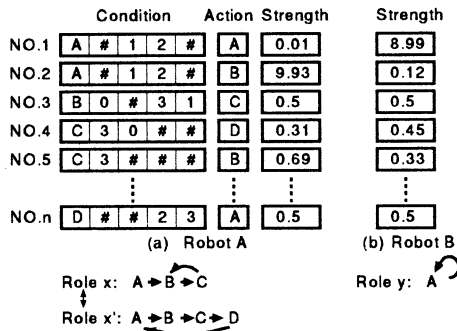 Condition Action Strength Strength
NO.1 A # 1 2 # A 0.01 8.99
NO.2 A # 1 2 # B 9.93 0.12
NO.3 B 0 # 3 1 C 0.5 0.5
NO.4 C 3 0 # # D 0.31 0.45
NO.5 C 3 # # # B 0.69 0.33
NO.n D # # 2 3 A 0.5 0.5
(a) Robot A (b) Robot B
Role x: A → B → C Role y: A
Role x': A → B → C → D